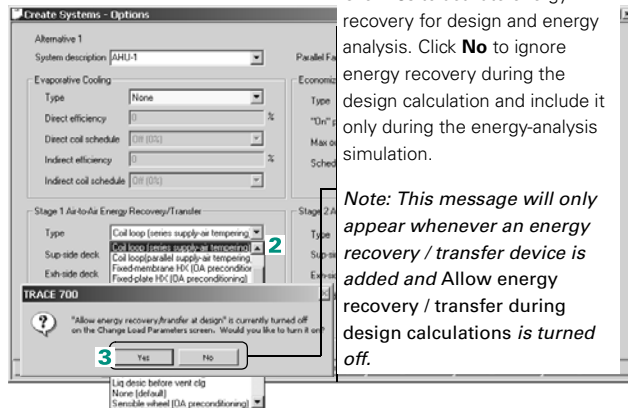 Create Systems - Options
Alternative 1
System description AHU-1
Parallel Fa
Evaporative Cooling
Type None
Direct efficiency 0 %
Direct coil schedule Off (0%)
Indirect efficiency 0 %
Indirect coil schedule Off (0%)
Economiz
Type
"On" p
Max
Sched
Stage 1 Air-to-Air Energy Recovery/Transfer
Type Coil loop (series supply-air tempering)
Sup-side deck
Exh-side deck
Coil loop (series supply-air tempering)
Coil loop(parallel supply-air tempering
Fixed-membrane HX (OA precondition
Fixed-plate HX (OA preconditioning)
2
Stage 2 A
Type
Sup-si
Exh-si
TRACE 700
"Allow energy recovery/transfer at design" is currently turned off
on the Change Load Parameters screen. Would you like to turn it on
3
Yes No
Liq desic before vent clg
None (default)
Sensible wheel (OA preconditioning)
recovery for design and energy
analysis. Click No to ignore
energy recovery during the
design calculation and include it
only during the energy-analysis
simulation.
Note: This message will only
appear whenever an energy
recovery / transfer device is
added and Allow energy
recovery / transfer during
design calculations is turned
off.